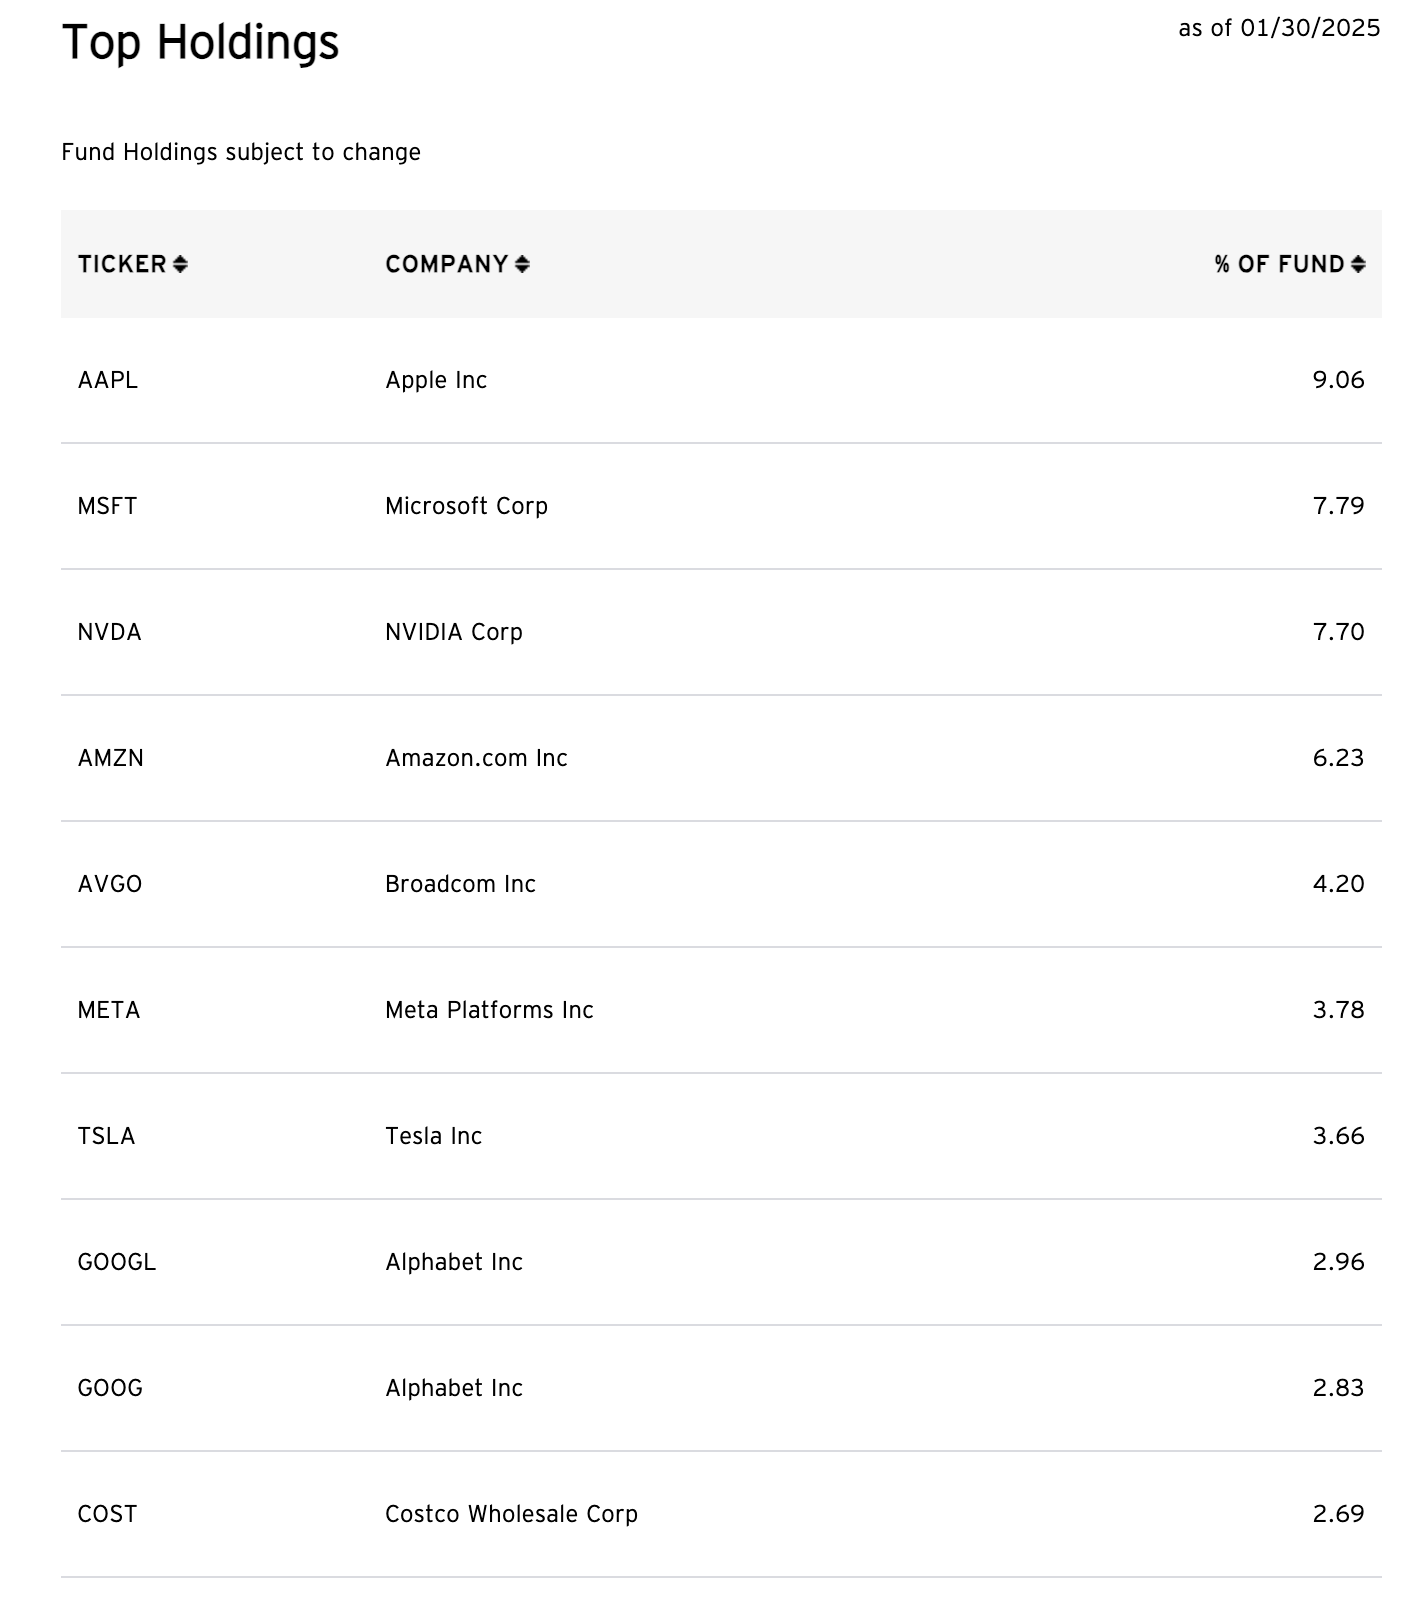 Top Holdings
as of 01/30/2025
Fund Holdings subject to change
TICKER COMPANY % OF FUND
AAPL Apple Inc 9.06
MSFT Microsoft Corp 7.79
NVDA NVIDIA Corp 7.70
AMZN Amazon.com Inc 6.23
AVGO Broadcom Inc 4.20
META Meta Platforms Inc 3.78
TSLA Tesla Inc 3.66
GOOGL Alphabet Inc 2.96
GOOG Alphabet Inc 2.83
COST Costco Wholesale Corp 2.69